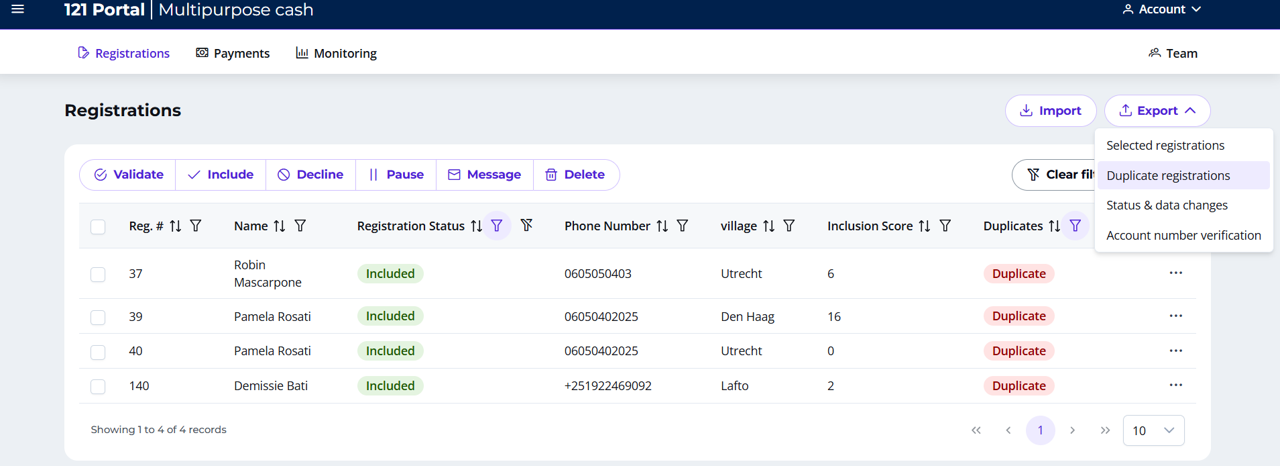 121 Portal | Multipurpose cash
Account
Registrations
Payments
Monitoring
Team
Registrations
Import
Export
Selected registrations
Duplicate registrations
Status & data changes
Account number verification
Validate
Include
Decline
Pause
Message
Delete
Clear
Reg. # Name Registration Status Phone Number village Inclusion Score Duplicates
37 Robin Mascarpone Included 0605050403 Utrecht 6 Duplicate
39 Pamela Rosati Included 06050402025 Den Haag 16 Duplicate
40 Pamela Rosati Included 06050402025 Utrecht 0 Duplicate
140 Demissie Bati Included +251922469092 Lafto 2 Duplicate
Showing 1 to 4 of 4 records
1
10